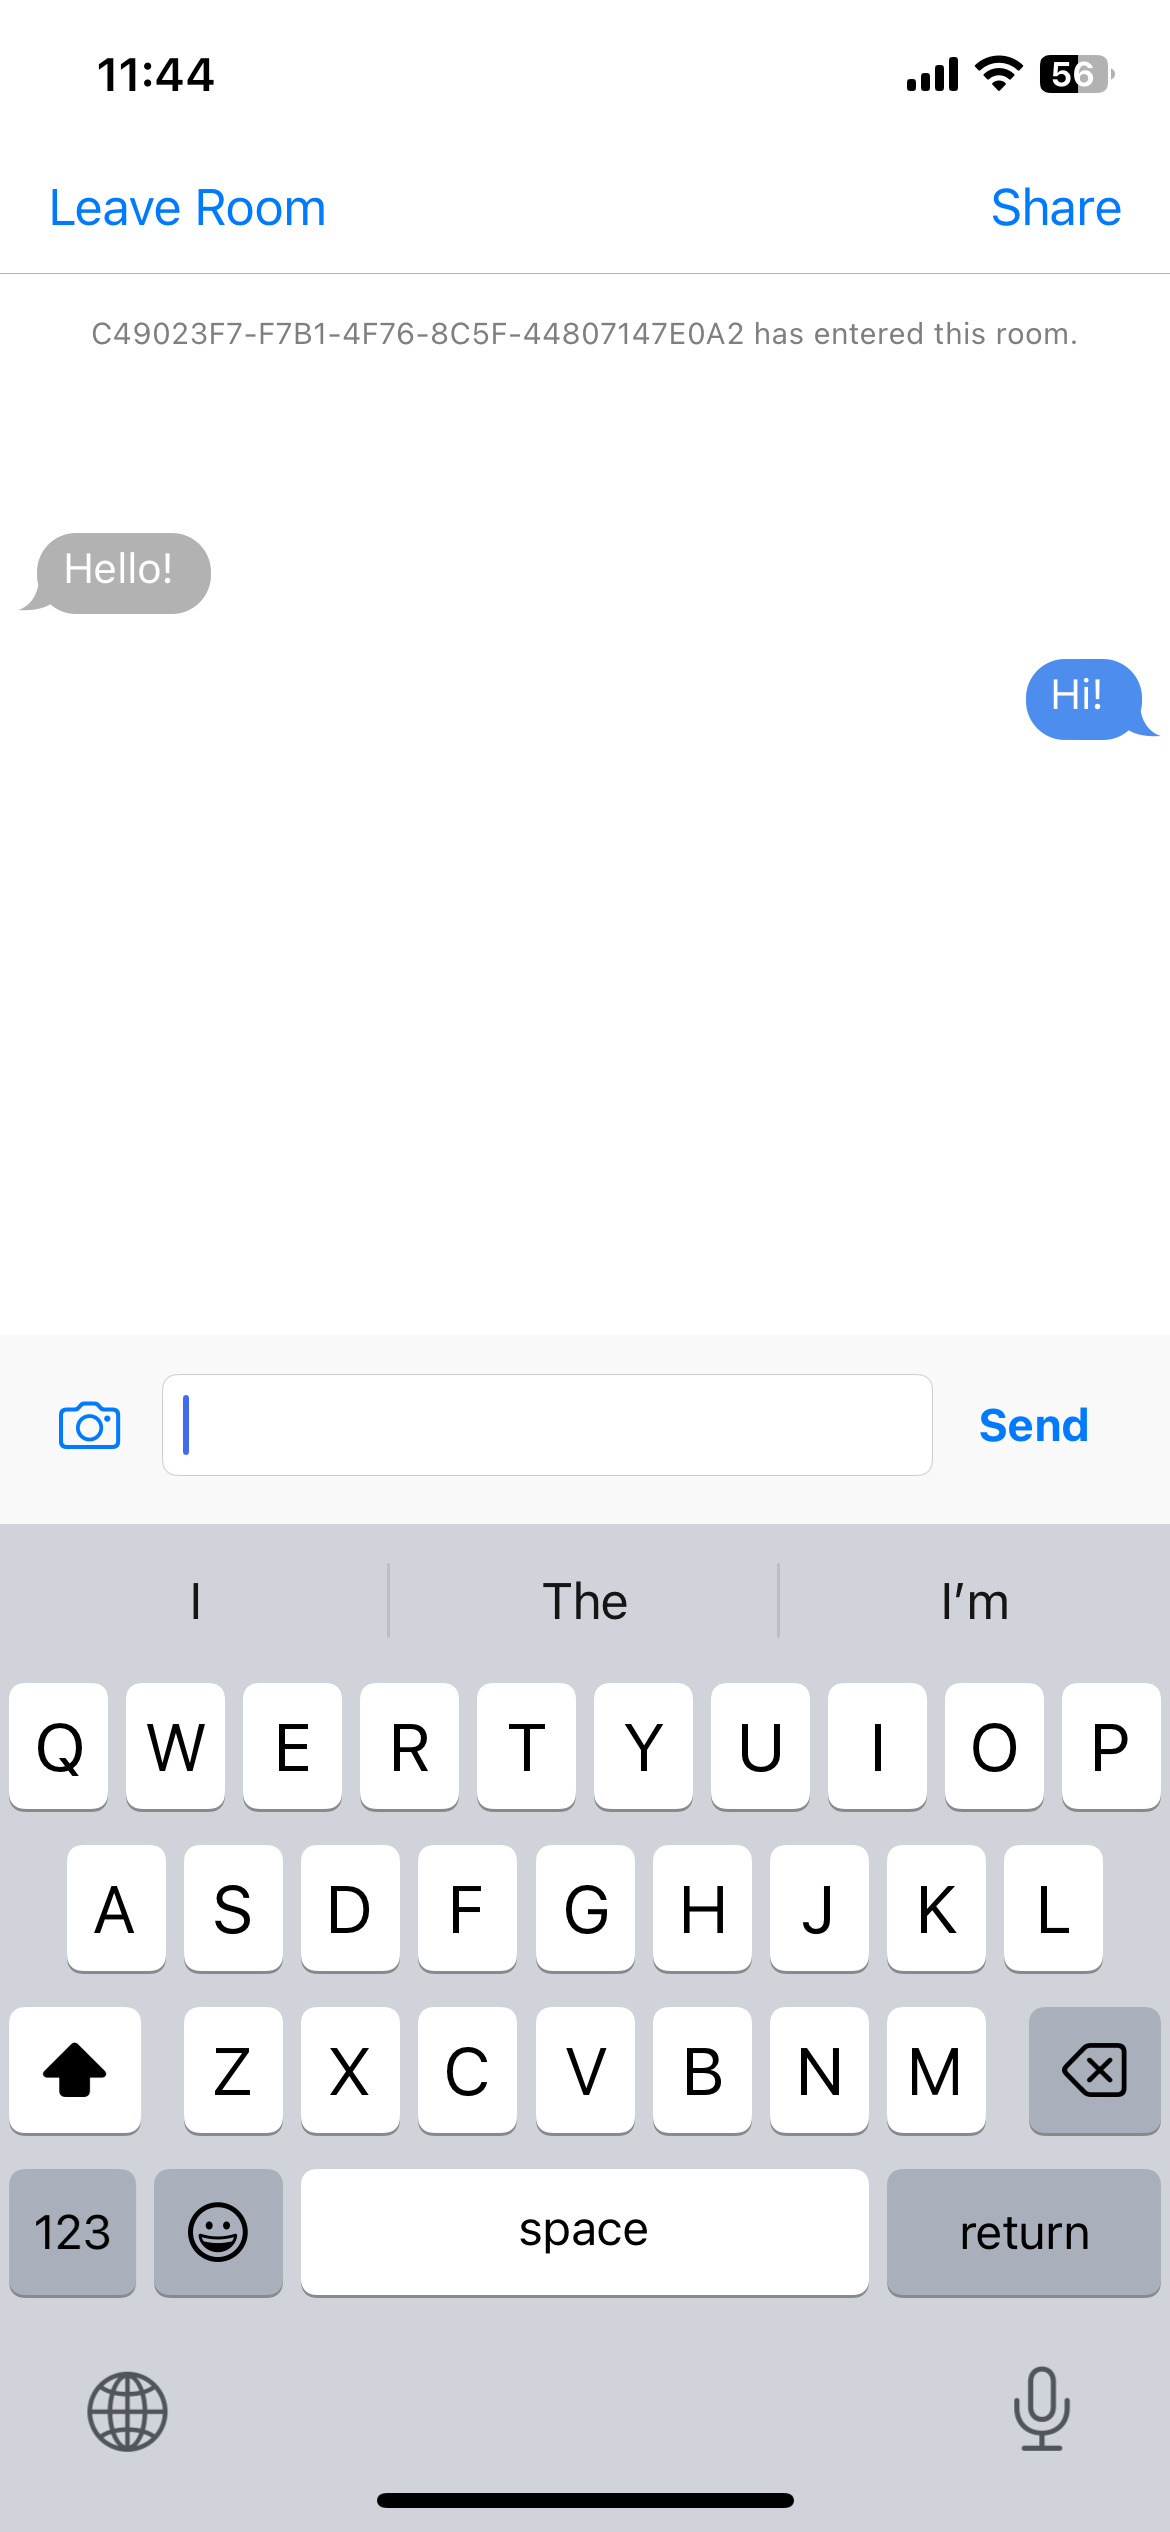 11:44
56
Leave Room
Share
C49023F7-F7B1-4F76-8C5F-44807147E0A2 has entered this room.
Hello!
Hi!
Send
I
The
I’m
Q W E R T Y U I O P
A S D F G H J K L
Z X C V B N M
123
space
return